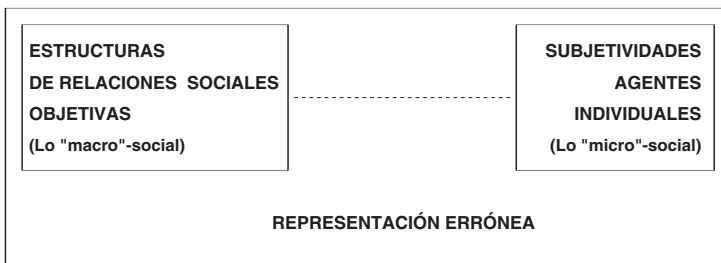 ESTRUCTURAS
DE RELACIONES SOCIALES
OBJETIVAS
(Lo "macro"-social)
SUBJETIVIDADES
AGENTES
INDIVIDUALES
(Lo "micro"-social)
REPRESENTACIÓN ERRÓNEA